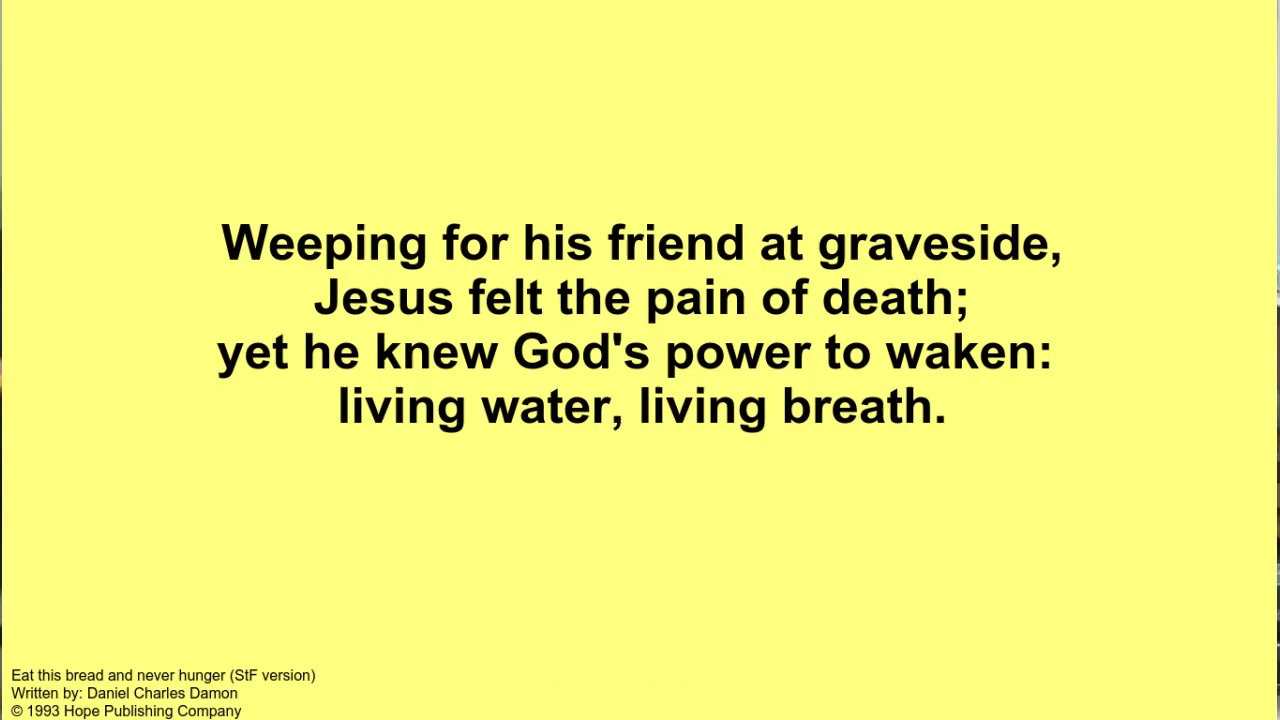 Weeping for his friend at graveside,
Jesus felt the pain of death;
yet he knew God's power to waken:
living water, living breath.
Eat this bread and never hunger (StF version)
Written by: Daniel Charles Damon
© 1993 Hope Publishing Company